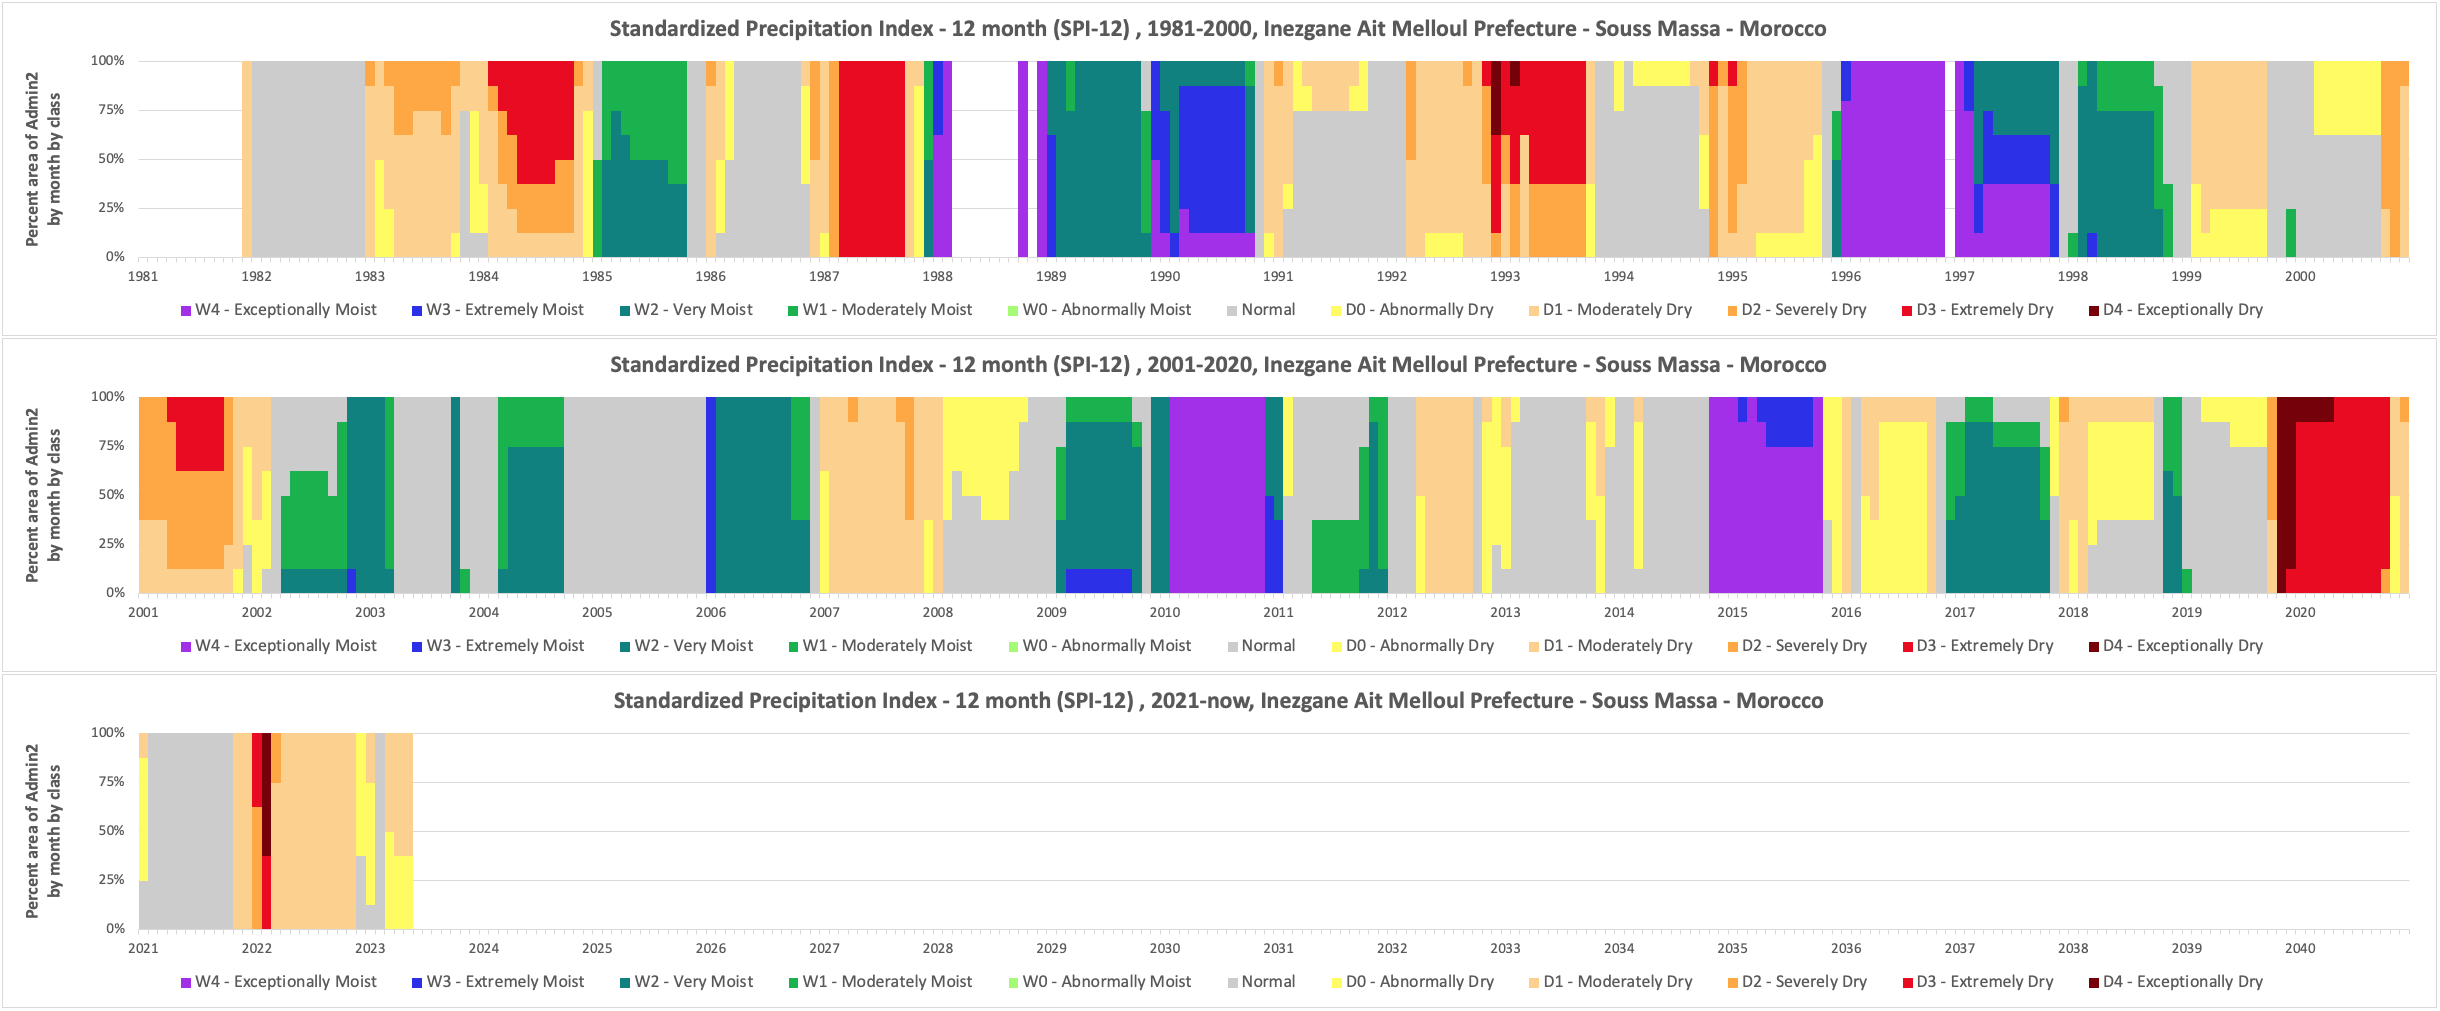 Standardized Precipitation Index - 12 month (SPI-12) , 1981-2000, Inezgane Ait Melloul Prefecture - Souss Massa - Morocco
Percent area of Admin2
by month by class
100%
75%
50%
25%
0%
1981 1982 1983 1984 1985 1986 1987 1988 1989 1990 1991 1992 1993 1994 1995 1996 1997 1998 1999 2000
W4 - Exceptionally Moist W3 - Extremely Moist W2 - Very Moist W1 - Moderately Moist W0 - Abnormally Moist Normal D0 - Abnormally Dry D1 - Moderately Dry D2 - Severely Dry D3 - Extremely Dry D4 - Exceptionally Dry
Standardized Precipitation Index - 12 month (SPI-12) , 2001-2020, Inezgane Ait Melloul Prefecture - Souss Massa - Morocco
Percent area of Admin2
by month by class
100%
75%
50%
25%
0%
2001 2002 2003 2004 2005 2006 2007 2008 2009 2010 2011 2012 2013 2014 2015 2016 2017 2018 2019 2020
W4 - Exceptionally Moist W3 - Extremely Moist W2 - Very Moist W1 - Moderately Moist W0 - Abnormally Moist Normal D0 - Abnormally Dry D1 - Moderately Dry D2 - Severely Dry D3 - Extremely Dry D4 - Exceptionally Dry
Standardized Precipitation Index - 12 month (SPI-12) , 2021-now, Inezgane Ait Melloul Prefecture - Souss Massa - Morocco
Percent area of Admin2
by month by class
100%
75%
50%
25%
0%
2021 2022 2023 2024 2025 2026 2027 2028 2029 2030 2031 2032 2033 2034 2035 2036 2037 2038 2039 2040
W4 - Exceptionally Moist W3 - Extremely Moist W2 - Very Moist W1 - Moderately Moist W0 - Abnormally Moist Normal D0 - Abnormally Dry D1 - Moderately Dry D2 - Severely Dry D3 - Extremely Dry D4 - Exceptionally Dry